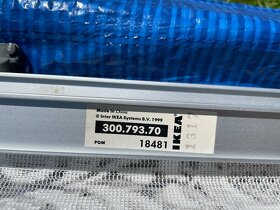 Made in China
© Inter IKEA Systems B.V. 1999
300.793.70
PGM 18481
IKEA
1317